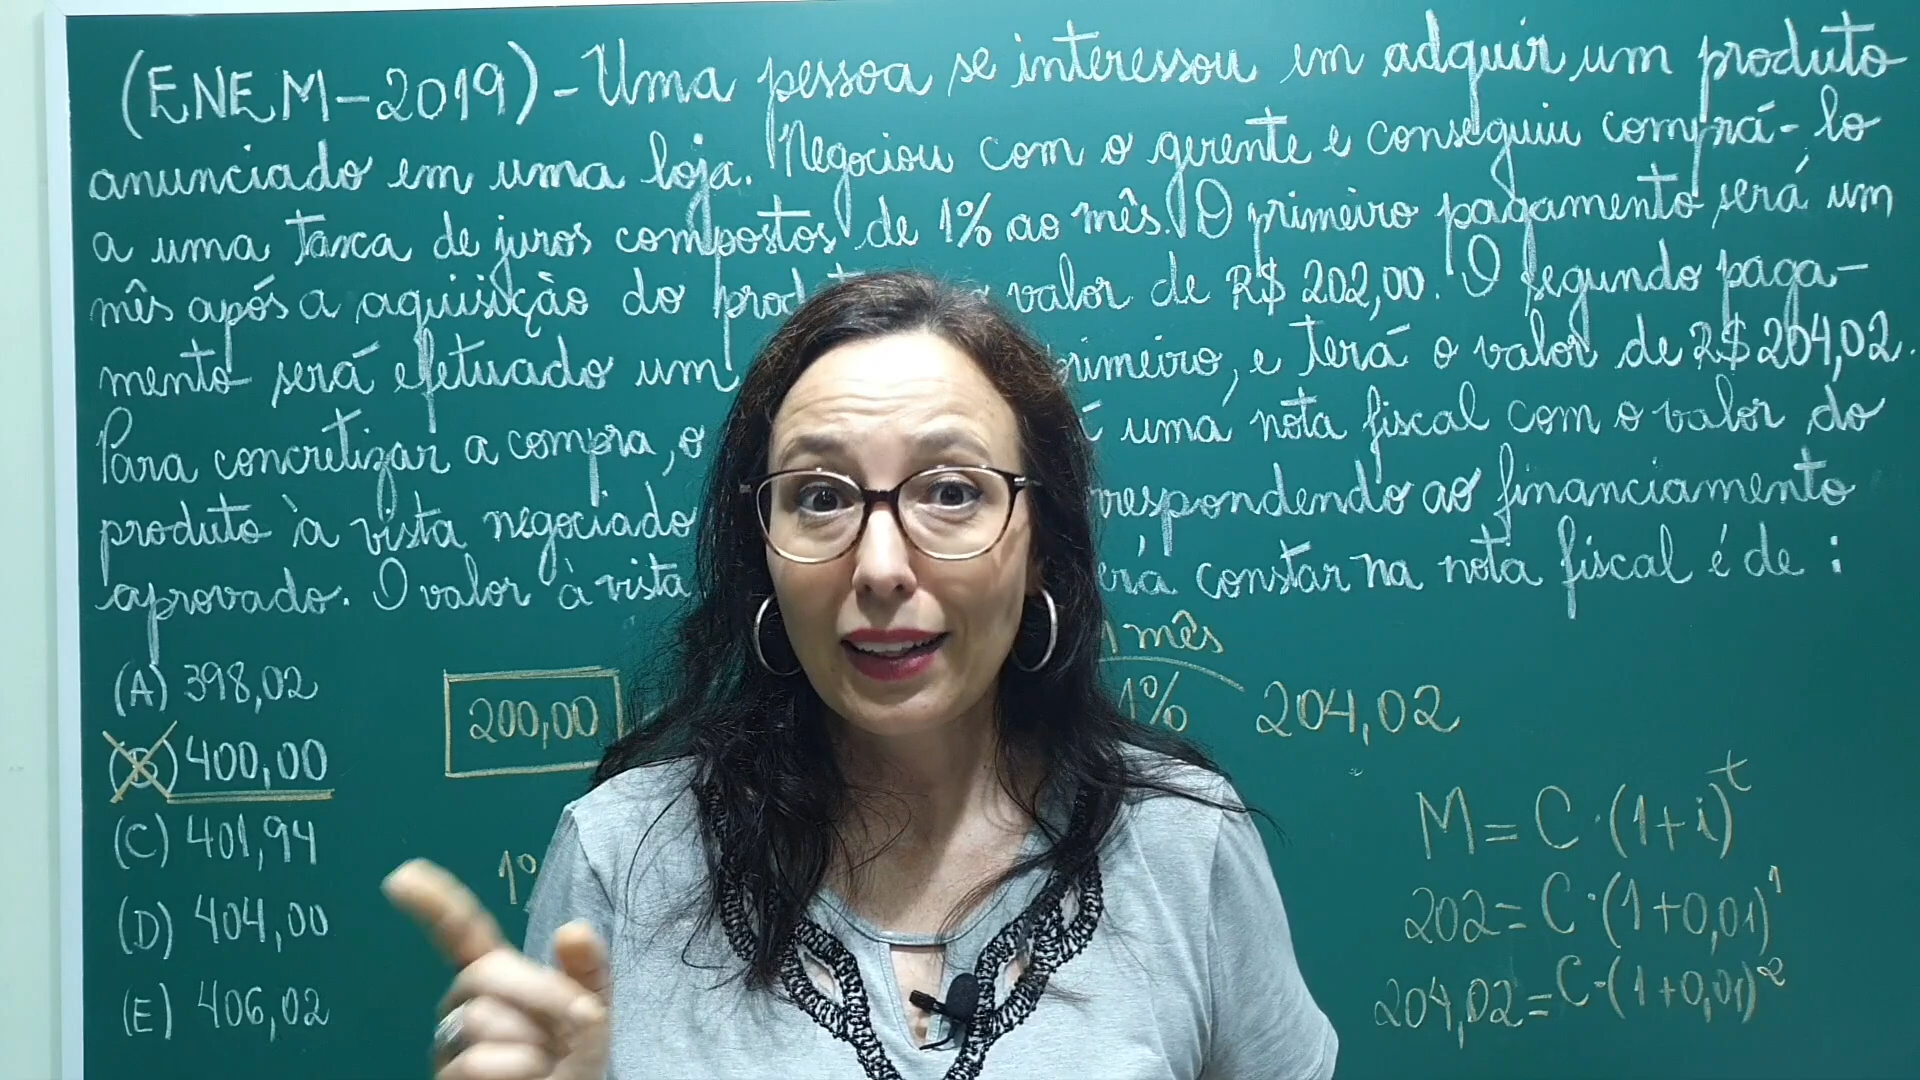 (ENEM-2019) - Uma pessoa se interessou em adquirir um produto
anunciado em uma loja. Negociou com o gerente e conseguiu comprá-lo
a uma taxa de juros compostos de 1% ao mês. O primeiro pagamento será um
mês após a aquisição do valor de R$ 202,00. O segundo paga-
mento será efetuado um primeiro, e terá o valor de R$ 204,02.
Para concretizar a compra, o uma nota fiscal com o valor do
produto à vista negociado respondendo ao financiamento
aprovado. O valor à vista constar na nota fiscal é de :
mês
(A) 398,02
200,00
1%
204,02
(B) 400,00
M = C·(1+i)^t
(C) 401,94
1º
202 = C·(1+0,01)^1
(D) 404,00
204,02 = C·(1+0,01)^2
(E) 406,02